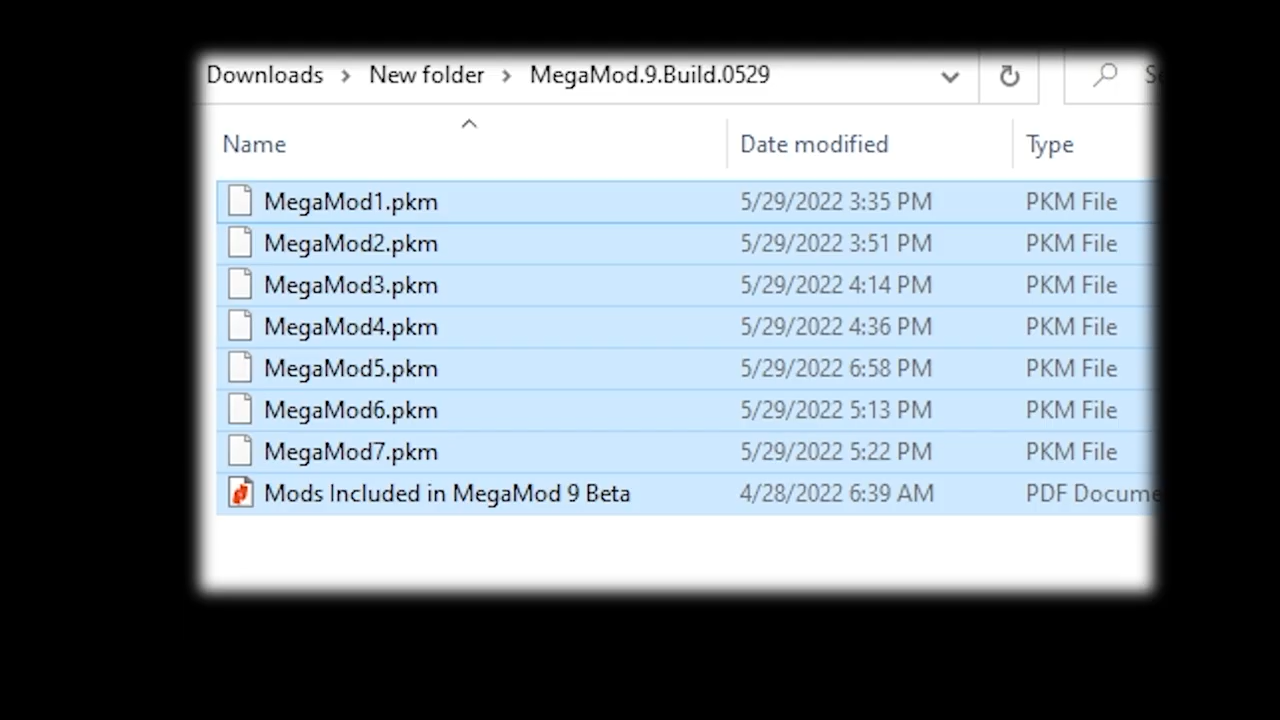 Downloads > New folder > MegaMod.9.Build.0529
Name Date modified Type
MegaMod1.pkm 5/29/2022 3:35 PM PKM File
MegaMod2.pkm 5/29/2022 3:51 PM PKM File
MegaMod3.pkm 5/29/2022 4:14 PM PKM File
MegaMod4.pkm 5/29/2022 4:36 PM PKM File
MegaMod5.pkm 5/29/2022 6:58 PM PKM File
MegaMod6.pkm 5/29/2022 5:13 PM PKM File
MegaMod7.pkm 5/29/2022 5:22 PM PKM File
Mods Included in MegaMod 9 Beta 4/28/2022 6:39 AM PDF Docume